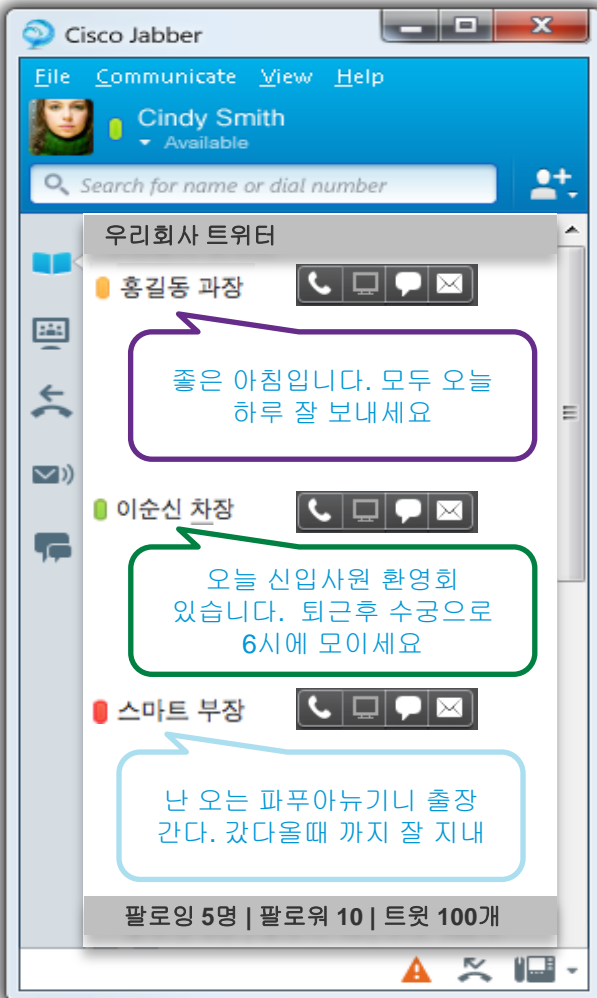 Cisco Jabber
File Communicate View Help
Cindy Smith
Available
Search for name or dial number
우리회사 트위터
홍길동 과장
좋은 아침입니다. 모두 오늘
하루 잘 보내세요
이순신 차장
오늘 신입사원 환영회
있습니다. 퇴근후 수궁으로
6시에 모이세요
스마트 부장
난 오는 파푸아뉴기니 출장
간다. 갔다올때 까지 잘 지내
팔로잉 5명 | 팔로워 10 | 트윗 100개